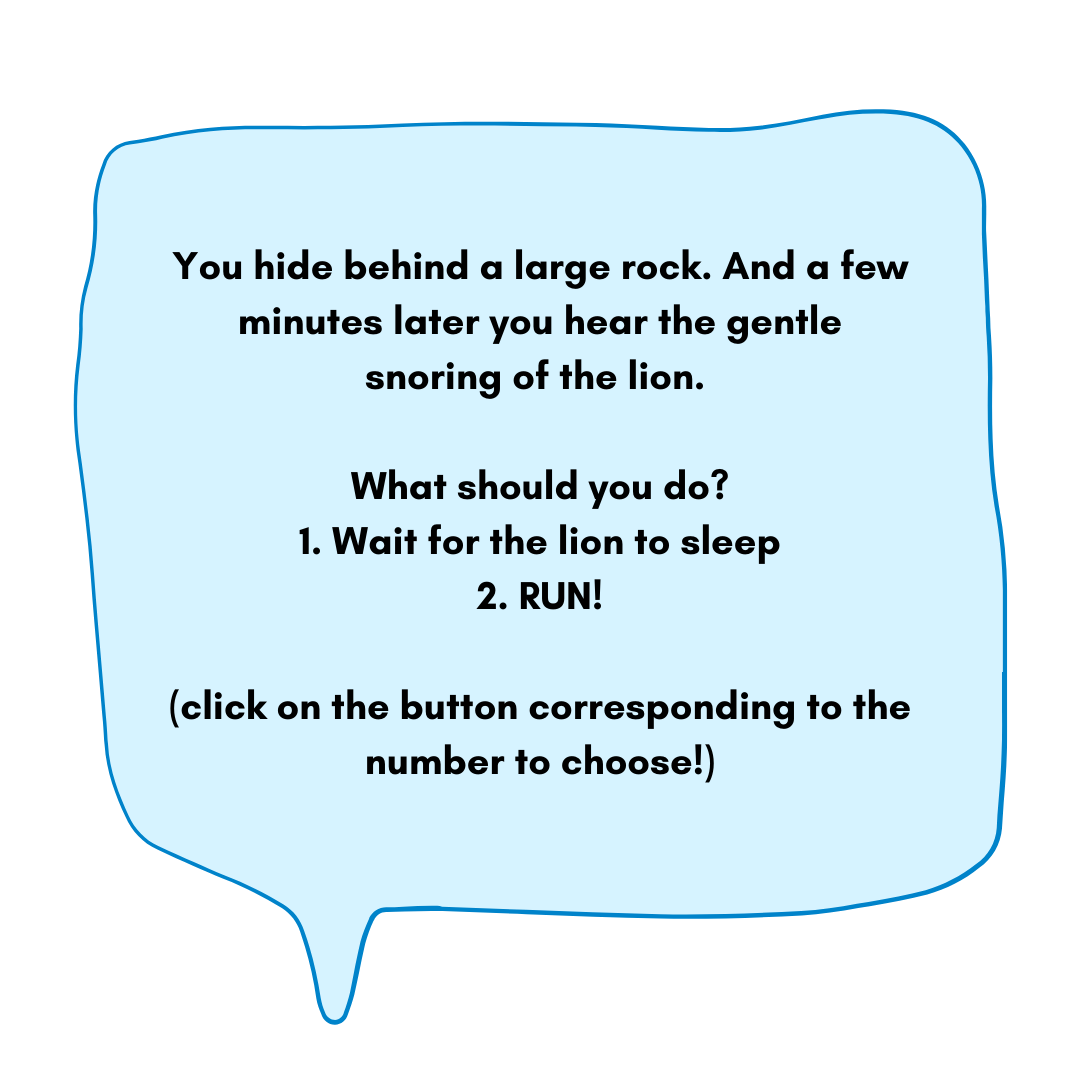 You hide behind a large rock. And a few
minutes later you hear the gentle
snoring of the lion.
What should you do?
1. Wait for the lion to sleep
2. RUN!
(click on the button corresponding to the
number to choose!)